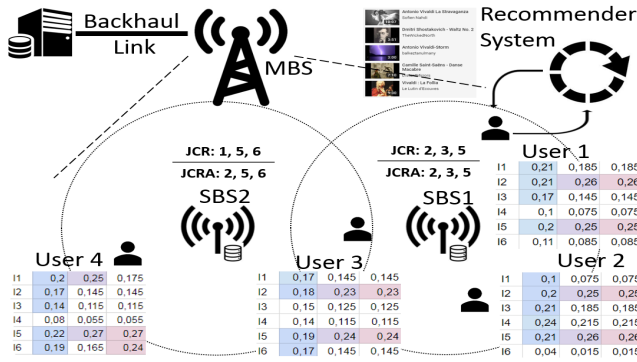 Backhaul
Link
MBS
Antonio Vivaldi-La Stravaganza
Dmitri Shostakovich - Waltz No. 2
Antonio Vivaldi-Storm
Camille Saint-Saëns - Danse
Macabre
Vivaldi - La Folia
Recommender
System
JCR: 1, 5, 6
JCRA: 2, 5, 6
SBS2
JCR: 2, 3, 5
JCRA: 2, 3, 5
SBS1
User 1
I1 0,21 0,185 0,185
I2 0,21 0,26 0,26
I3 0,17 0,145 0,145
I4 0,1 0,075 0,075
I5 0,2 0,25 0,25
I6 0,11 0,085 0,085
User 4
I1 0,2 0,25 0,175
I2 0,17 0,145 0,145
I3 0,14 0,115 0,115
I4 0,08 0,055 0,055
I5 0,22 0,27 0,27
I6 0,19 0,165 0,24
User 3
I1 0,17 0,145 0,145
I2 0,18 0,23 0,23
I3 0,15 0,125 0,125
I4 0,14 0,115 0,115
I5 0,19 0,24 0,24
I6 0,17 0,145 0,145
User 2
I1 0,1 0,075 0,075
I2 0,2 0,25 0,25
I3 0,21 0,185 0,185
I4 0,24 0,215 0,215
I5 0,21 0,26 0,26
I6 0,04 0,015 0,01